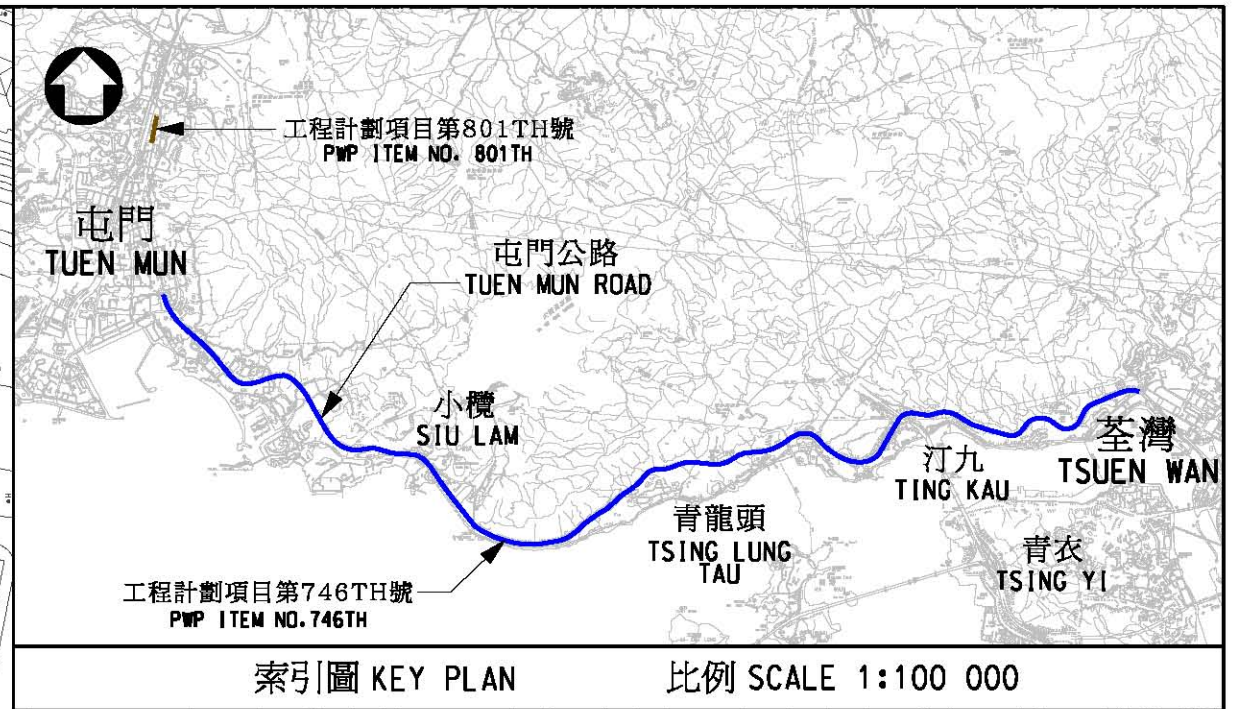 工程計劃項目第801TH號
PWP ITEM NO. 801TH
屯門
TUEN MUN
屯門公路
TUEN MUN ROAD
小欖
SIU LAM
荃灣
TSUEN WAN
汀九
TING KAU
青龍頭
TSING LUNG
TAU
青衣
TSING YI
工程計劃項目第746TH號
PWP ITEM NO.746TH
索引圖 KEY PLAN
比例 SCALE 1:100 000